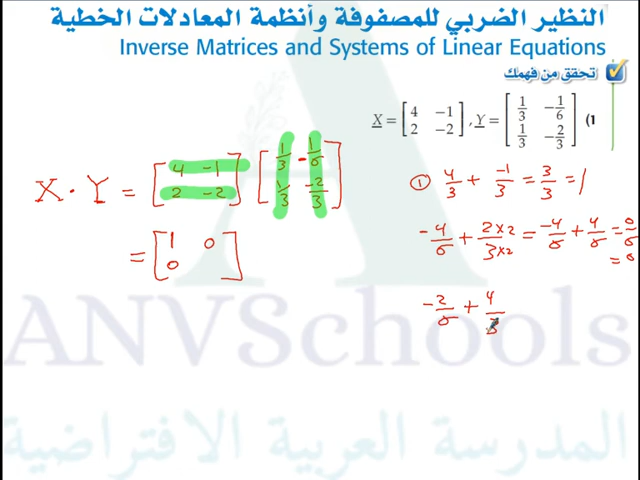 النظير الضربي للمصفوفة وأنظمة المعادلات الخطية
Inverse Matrices and Systems of Linear Equations
تحقق من فهمك
X = [4 -1; 2 -2] , Y = [1/3 -1/6; 1/3 -2/3] (1
X · Y = [4 -1; 2 -2] [1/3 -1/6; 1/3 -2/3]
= [1 0; 0 ]
① 4/3 + -1/3 = 3/3 = 1
-4/6 + 2×2/3×2 = -4/6 + 4/6 = 0/6
= 0
-2/6 + 4/3
ANVSchools
المدرسة العربية الافتراضية